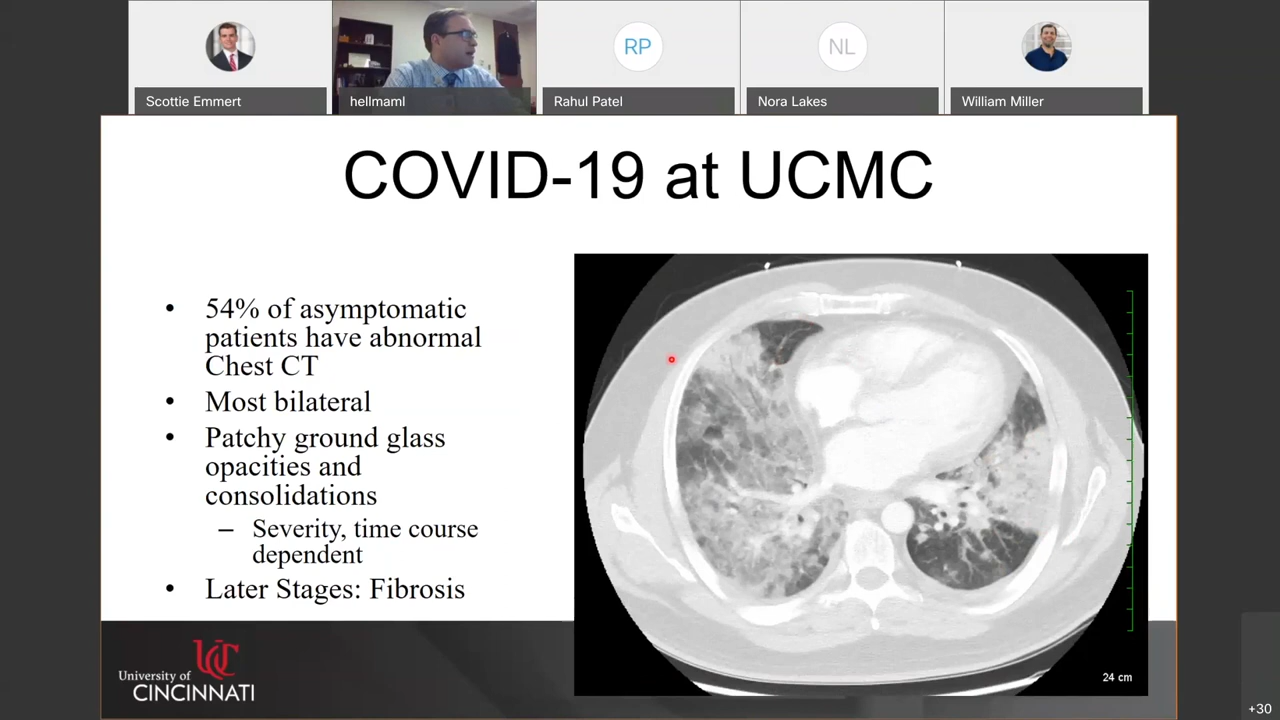 RP
NL
Scottie Emmert
hellmaml
Rahul Patel
Nora Lakes
William Miller
COVID-19 at UCMC
• 54% of asymptomatic
patients have abnormal
Chest CT
• Most bilateral
• Patchy ground glass
opacities and
consolidations
– Severity, time course
dependent
• Later Stages: Fibrosis
24 cm
UC
University of
CINCINNATI
+30